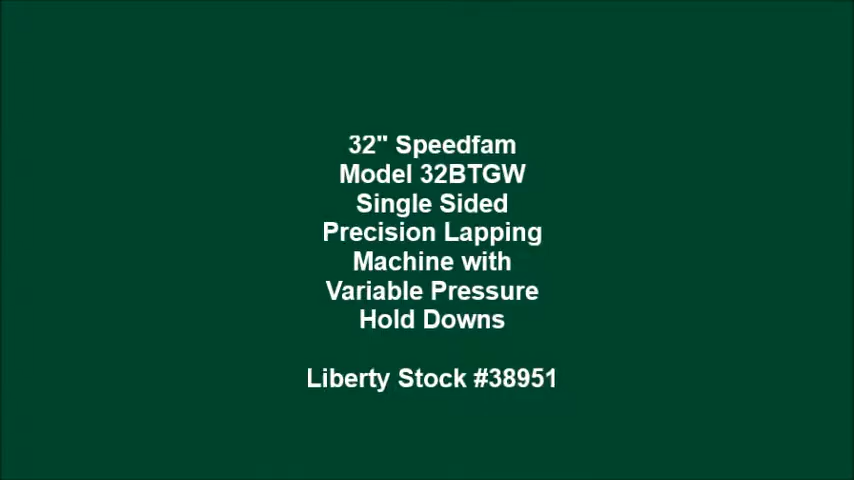 32" Speedfam
Model 32BTGW
Single Sided
Precision Lapping
Machine with
Variable Pressure
Hold Downs
Liberty Stock #38951